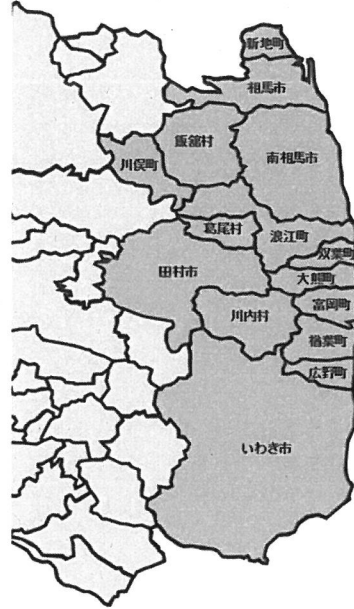 新地町
相馬市
飯舘村
川俣町
南相馬市
葛尾村
浪江町
双葉町
田村市
大熊町
川内村
富岡町
楢葉町
広野町
いわき市